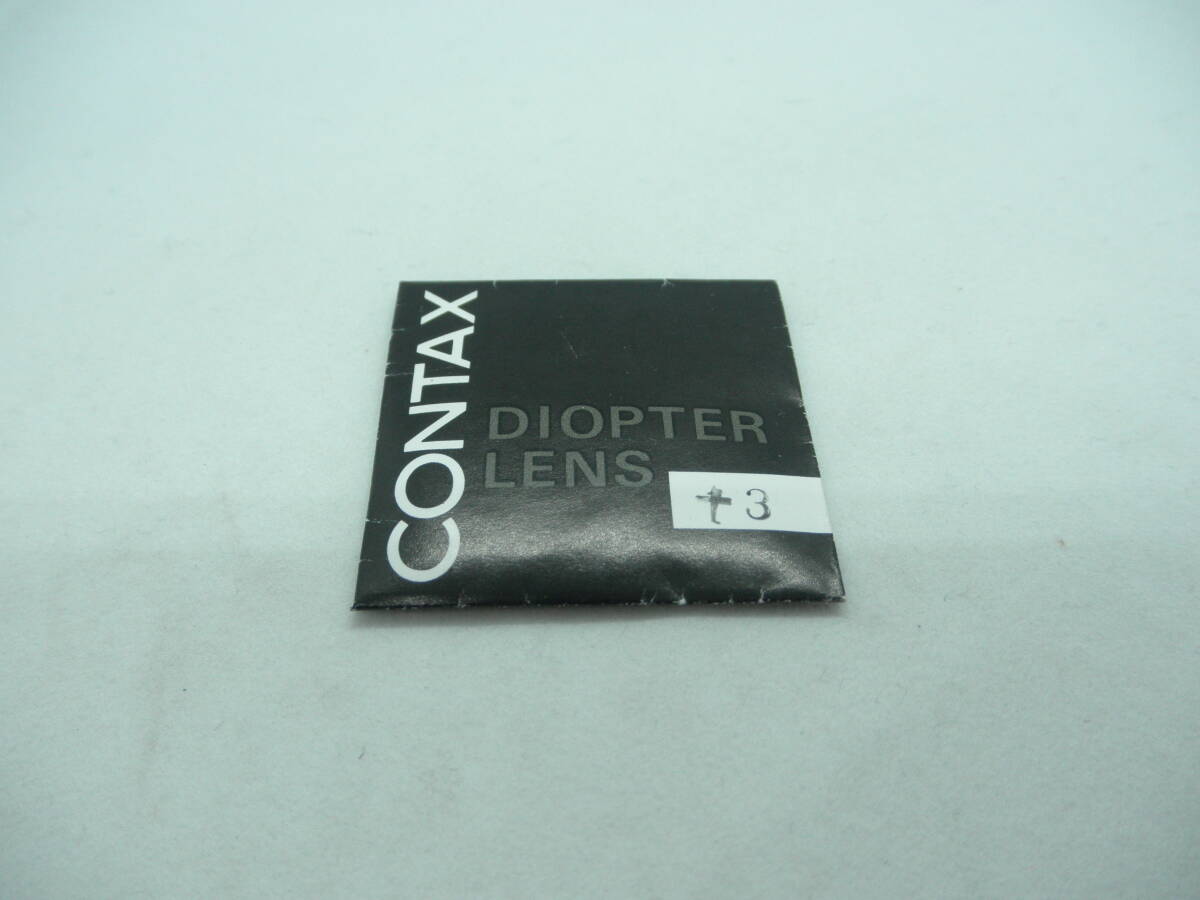 CONTAX
DIOPTER
LENS
+3